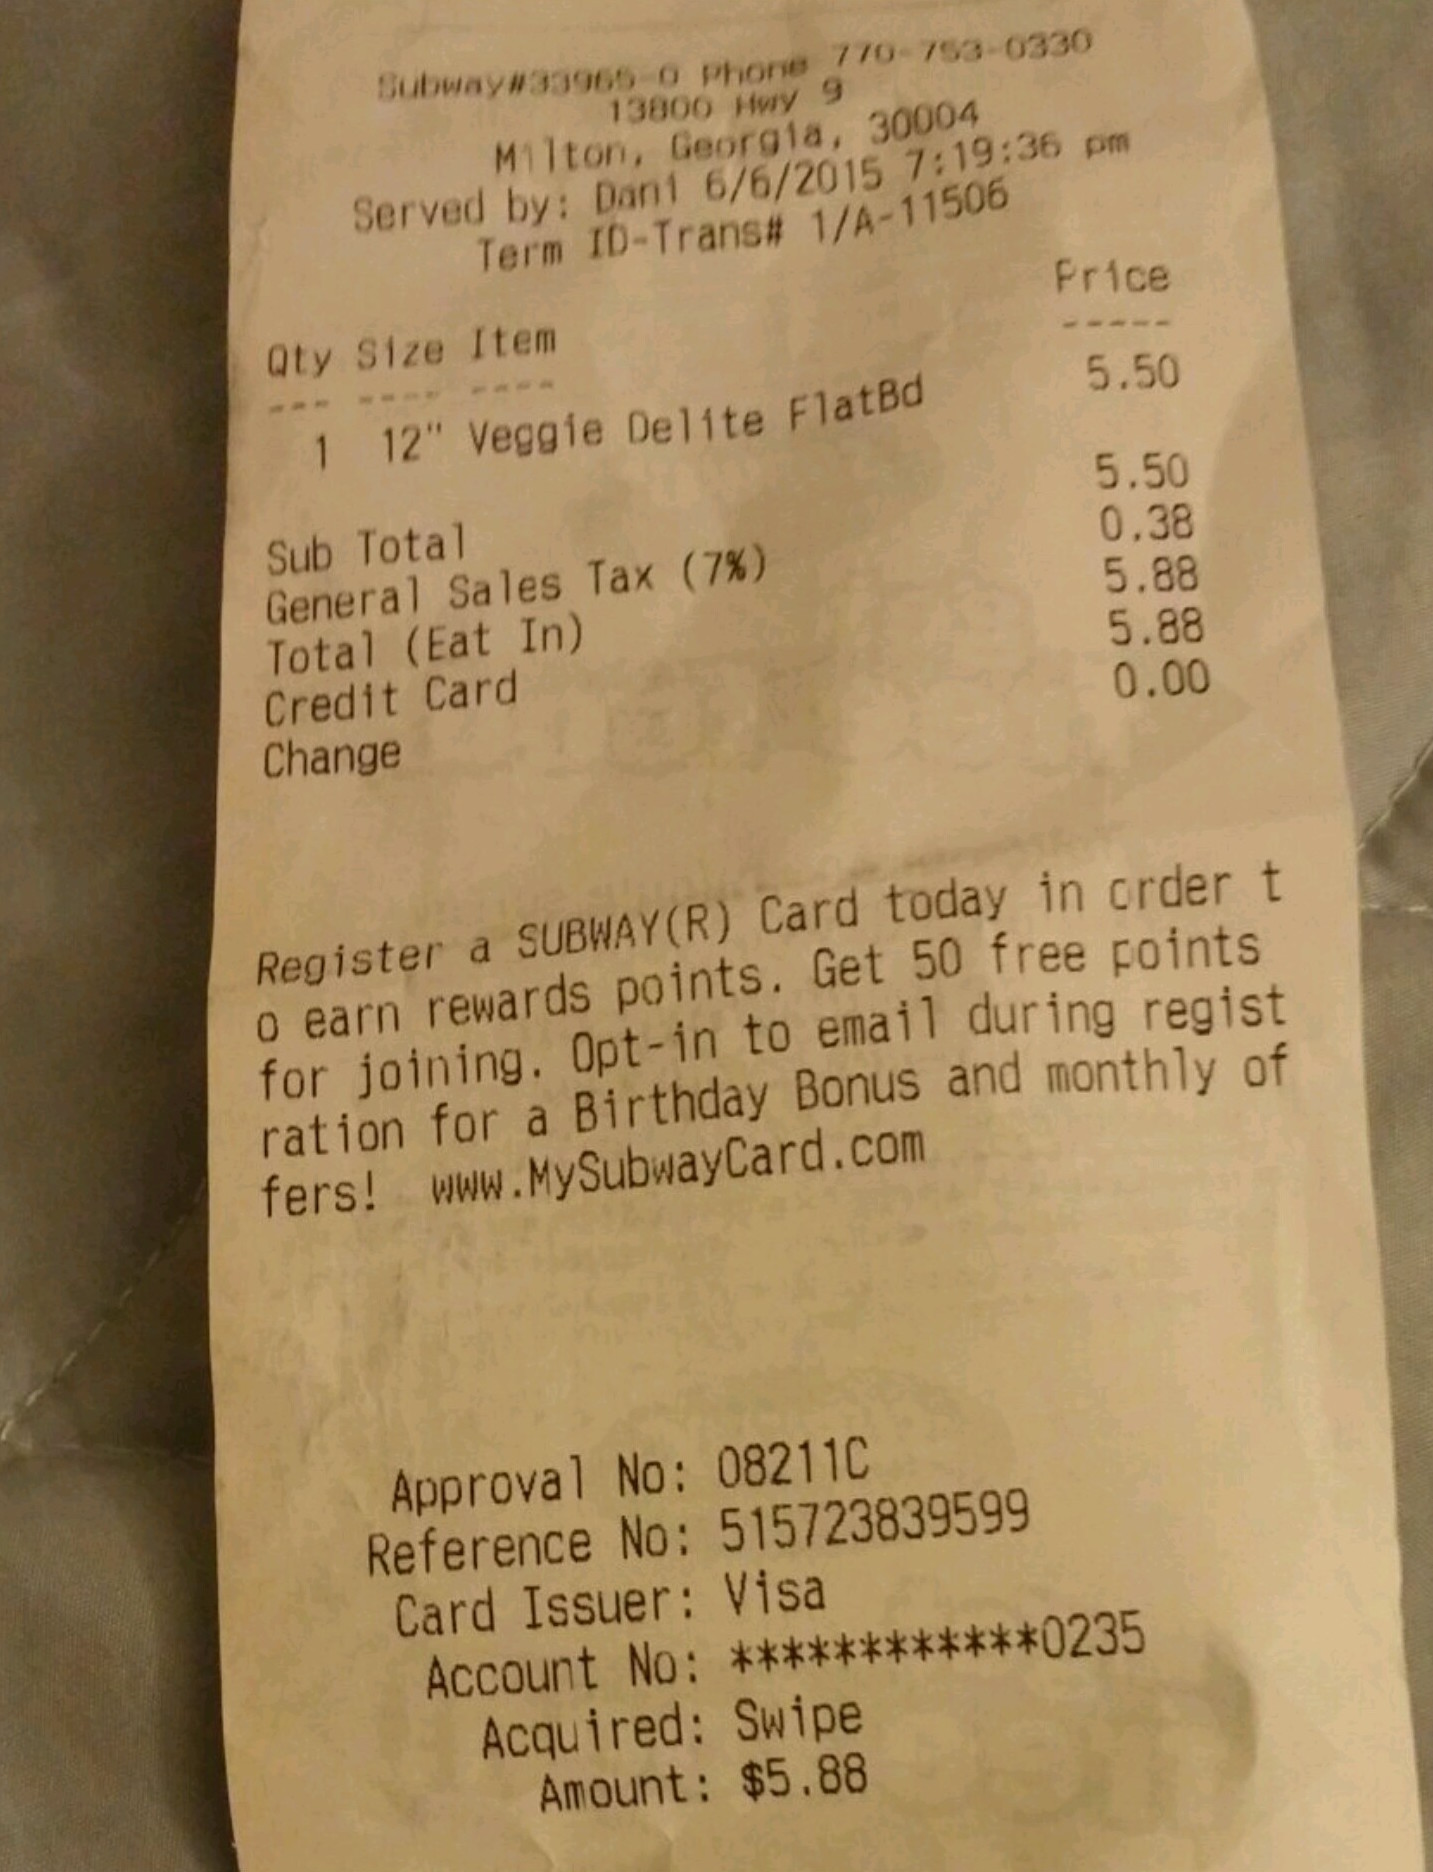 Subway#33965-0 Phone 770-753-0330
13800 Hwy 9
Milton, Georgia, 30004
Served by: Dani 6/6/2015 7:19:36 pm
Term ID-Trans# 1/A-11506
Qty Size Item Price
--- ---- ---- -----
1 12" Veggie Delite FlatBd 5.50
Sub Total 5.50
General Sales Tax (7%) 0.38
Total (Eat In) 5.88
Credit Card 5.88
Change 0.00
Register a SUBWAY(R) Card today in order t
o earn rewards points. Get 50 free points
for joining. Opt-in to email during regist
ration for a Birthday Bonus and monthly of
fers! www.MySubwayCard.com
Approval No: 08211C
Reference No: 515723839599
Card Issuer: Visa
Account No: ************0235
Acquired: Swipe
Amount: $5.88